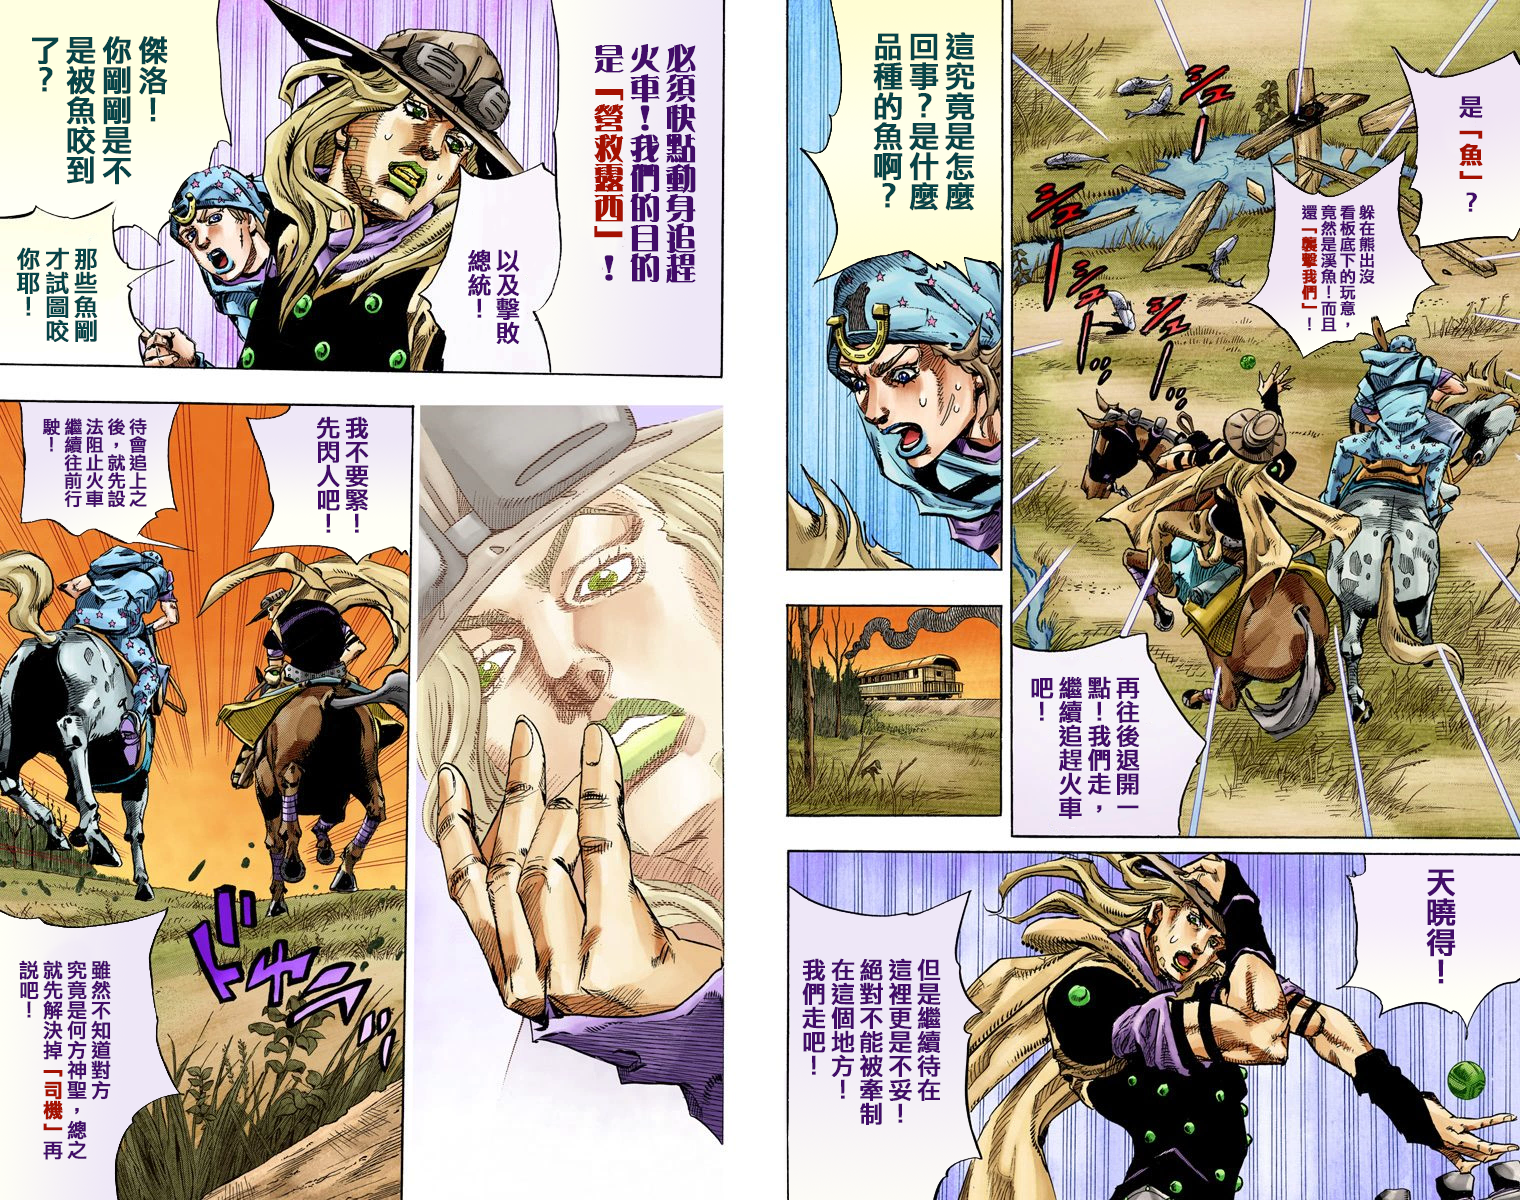 是「魚」？
躲在熊出沒
看板底下的玩意，
竟然是溪魚！而且
還「襲擊我們」！
再往後退開一
點！我們走，
繼續追趕火車
吧！
這究竟是怎麼
回事？是什麼
品種的魚啊？
天曉得！
但是繼續待在
這裡更是不妥！
絕對不能被牽制
在這個地方！
我們走吧！
必須快點動身追趕
火車！我們的目的
是「營救露西」！
以及擊敗
總統！
傑洛！
你剛剛是不
是被魚咬到
了？
那些魚剛
才試圖咬
你耶！
我不要緊！
先閃人吧！
待會追上之
後，就先設
法阻止火車
繼續往前行
駛！
雖然不知道對方
究竟是何方神聖，總之
就先解決掉「司機」再
説吧！
ドドドド